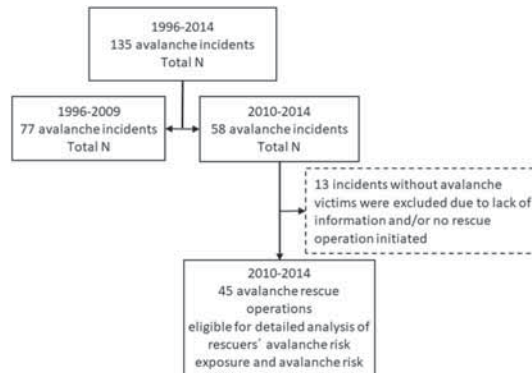 1996-2014
135 avalanche incidents
Total N
1996-2009
77 avalanche incidents
Total N
2010-2014
58 avalanche incidents
Total N
13 incidents without avalanche
victims were excluded due to lack of
information and/or no rescue
operation initiated
2010-2014
45 avalanche rescue
operations
eligible for detailed analysis of
rescuers´ avalanche risk
exposure and avalanche risk